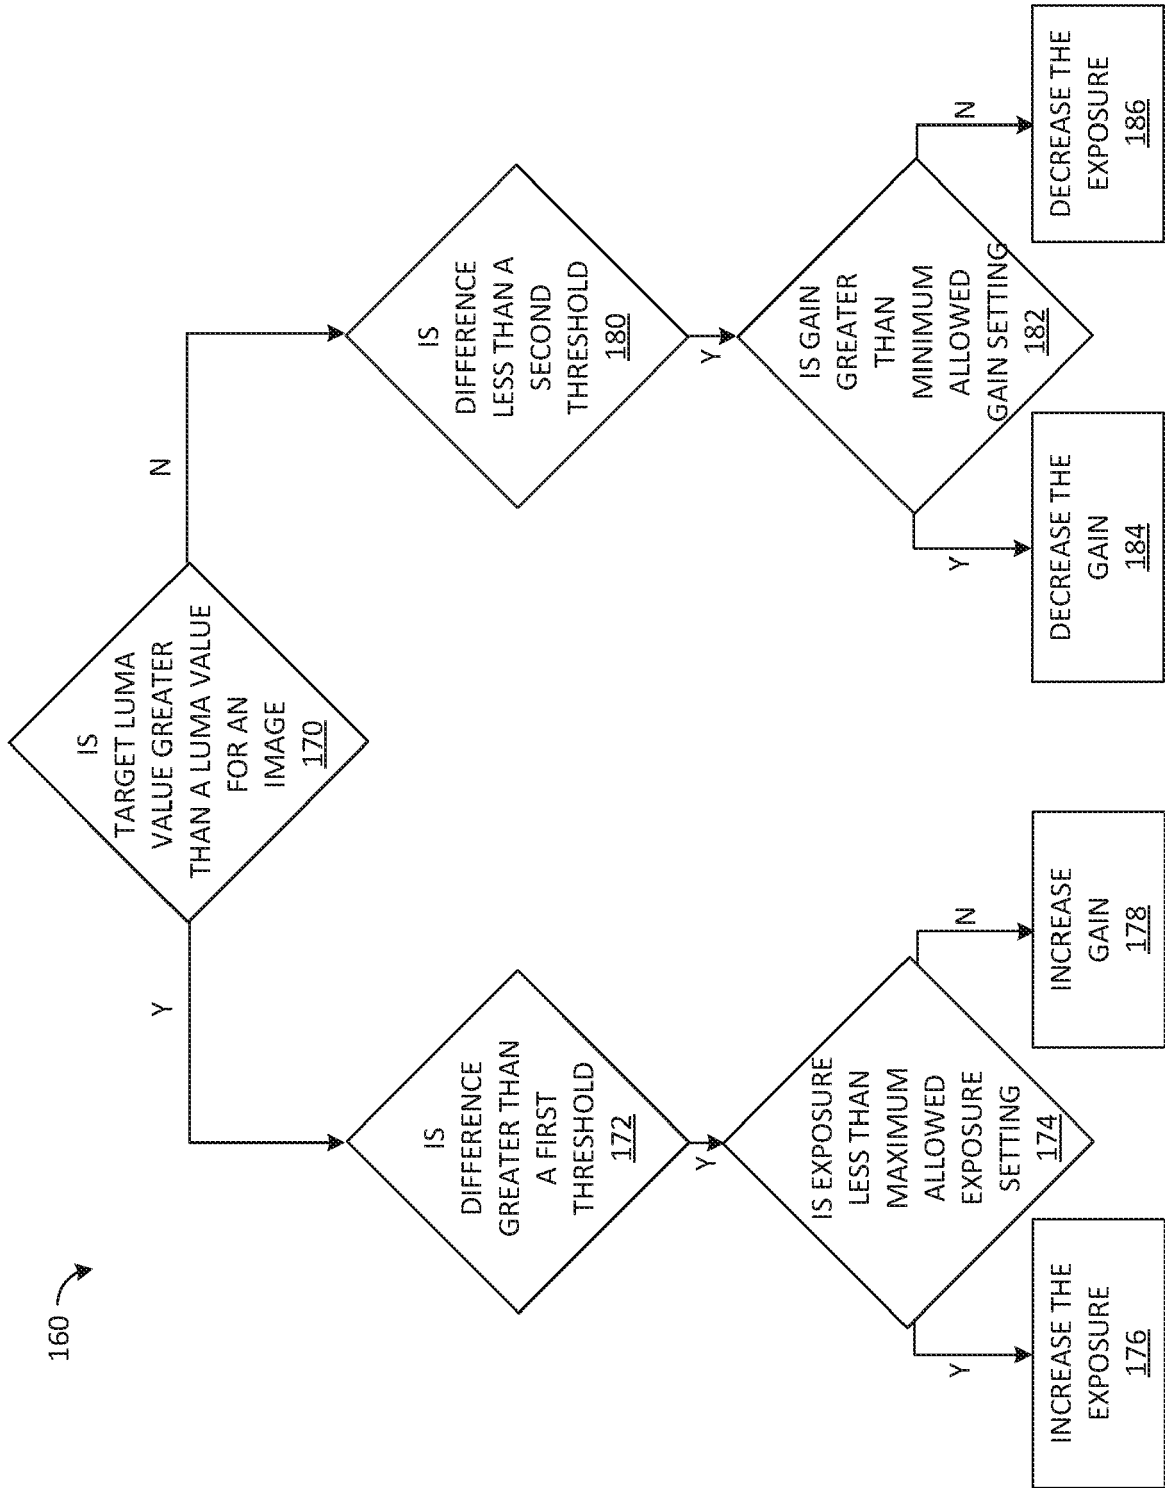 160
IS
TARGET LUMA
VALUE GREATER
THAN A LUMA VALUE
FOR AN
IMAGE
170
Y
N
IS
DIFFERENCE
GREATER THAN
A FIRST
THRESHOLD
172
Y
IS EXPOSURE
LESS THAN
MAXIMUM
ALLOWED
EXPOSURE
SETTING
174
Y
N
INCREASE THE
EXPOSURE
176
INCREASE
GAIN
178
IS
DIFFERENCE
LESS THAN A
SECOND
THRESHOLD
180
Y
IS GAIN
GREATER
THAN
MINIMUM
ALLOWED
GAIN SETTING
182
Y
N
DECREASE THE
GAIN
184
DECREASE THE
EXPOSURE
186